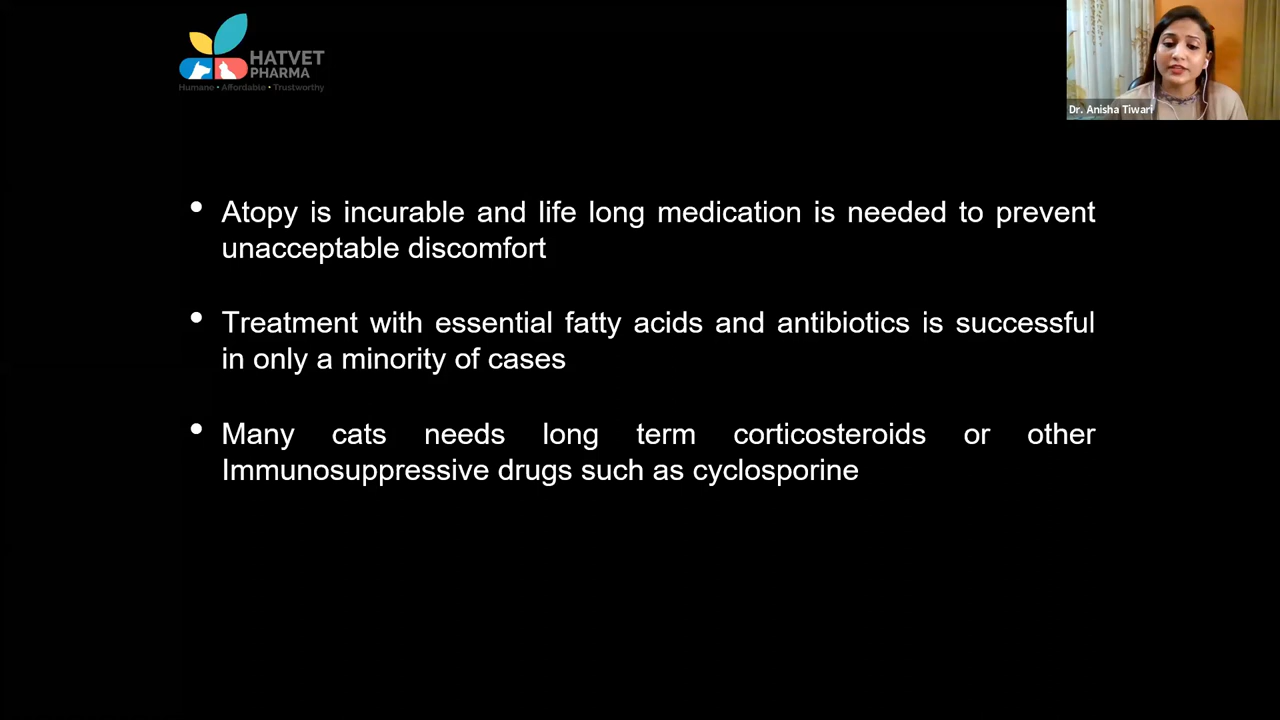 HATVET
PHARMA
Humane • Affordable • Trustworthy
Dr. Anisha Tiwari
• Atopy is incurable and life long medication is needed to prevent
unacceptable discomfort
• Treatment with essential fatty acids and antibiotics is successful
in only a minority of cases
• Many cats needs long term corticosteroids or other
Immunosuppressive drugs such as cyclosporine